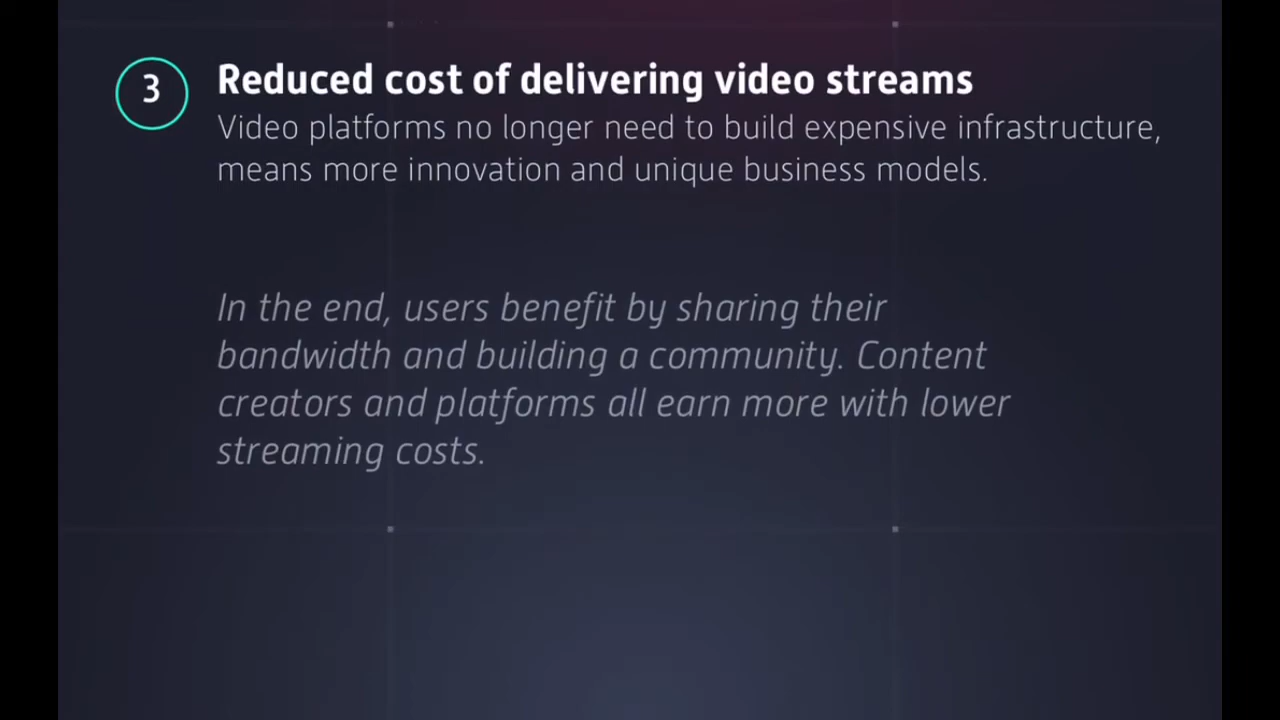 3
Reduced cost of delivering video streams
Video platforms no longer need to build expensive infrastructure,
means more innovation and unique business models.
In the end, users benefit by sharing their
bandwidth and building a community. Content
creators and platforms all earn more with lower
streaming costs.